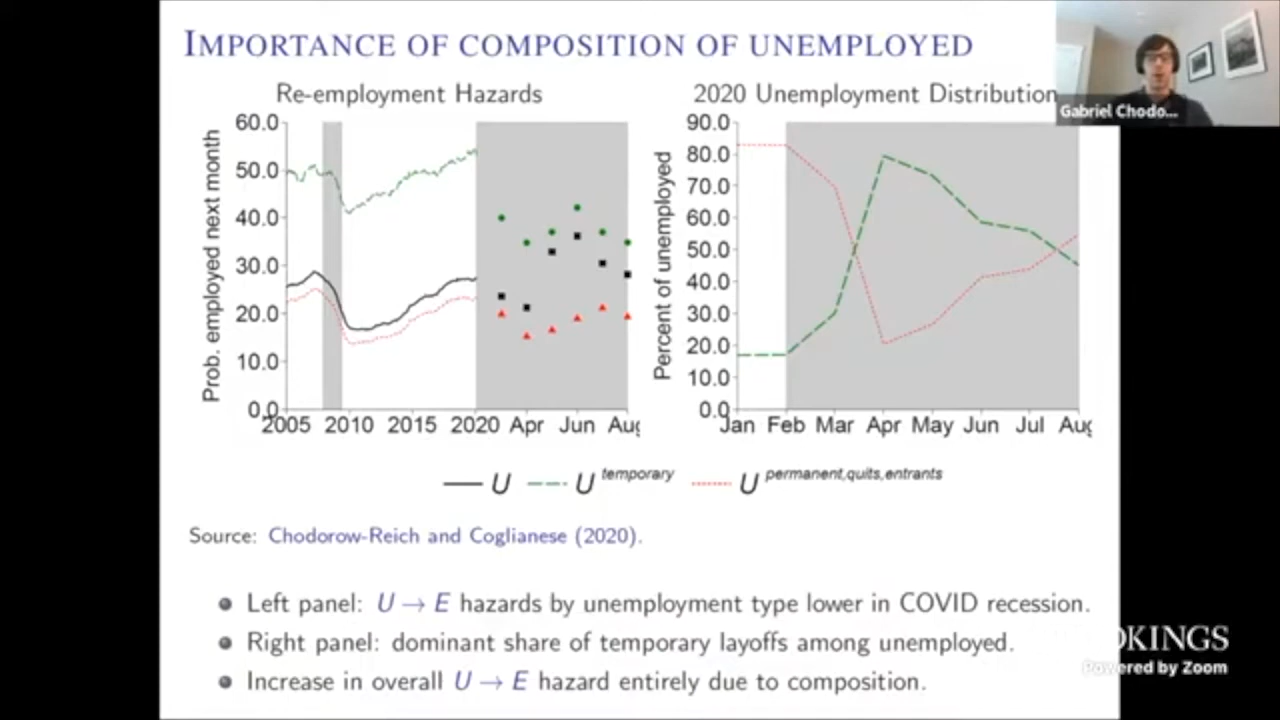 IMPORTANCE OF COMPOSITION OF UNEMPLOYED
Gabriel Chodo...
Re-employment Hazards
Prob. employed next month
60.0
50.0
40.0
30.0
20.0
10.0
0.0
2005 2010 2015 2020 Apr Jun Aug
2020 Unemployment Distribution
Percent of unemployed
90.0
80.0
70.0
60.0
50.0
40.0
30.0
20.0
10.0
0.0
Jan Feb Mar Apr May Jun Jul Aug
U U temporary U permanent,quits,entrants
Source: Chodorow-Reich and Coglianese (2020).
Left panel: U → E hazards by unemployment type lower in COVID recession.
Right panel: dominant share of temporary layoffs among unemployed.
Increase in overall U → E hazard entirely due to composition.
OKINGS
Powered by Zoom